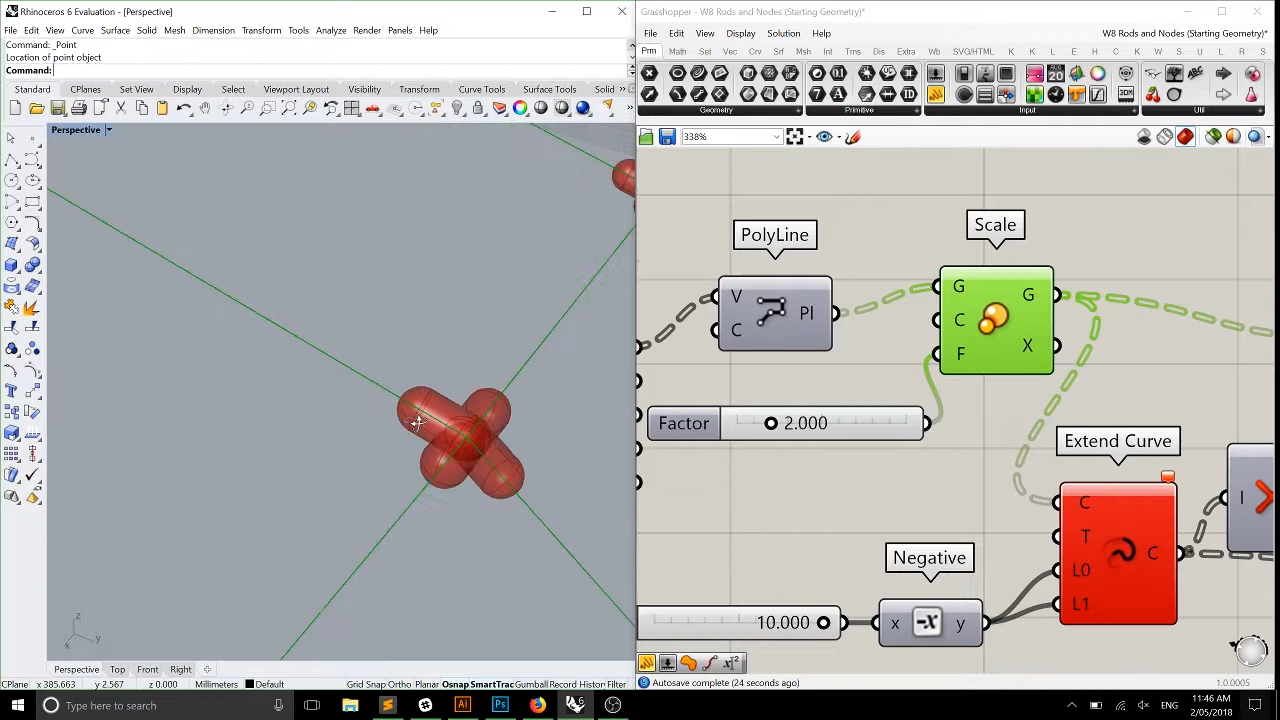 Rhinoceros 6 Evaluation - [Perspective]
File Edit View Curve Surface Solid Mesh Dimension Transform Tools Analyze Render Panels Help
Command: _Point
Location of point object
Command:
Standard CPlanes Set View Display Select Viewport Layout Visibility Transform Curve Tools Surface Tools Solid
Perspective
z
x y
Perspective Top Front Right
CPlane x 385.663 y 2.567 z 0.000 Millimeters Default Grid Snap Ortho Planar Osnap SmartTrac Gumball Record Histor Filter
Grasshopper - W8 Rods and Nodes (Starting Geometry)*
File Edit View Display Solution Help W8 Rods and Nodes (Starting Geometry)*
Prm Math Set Vec Crv Srf Msh Int Trns Dis Extra Wb SVG/HTML K K M L E H K V K L W S U L R S
Geometry Primitive Input Util
338%
PolyLine
V
C
Pl
Scale
G
C
F
G
X
Factor 2.000
Extend Curve
C
T
L0
L1
C
I
Negative
10.000
x -x y
Autosave complete (24 seconds ago)
1.0.0005
Type here to search
ENG
11:46 AM
2/05/2018